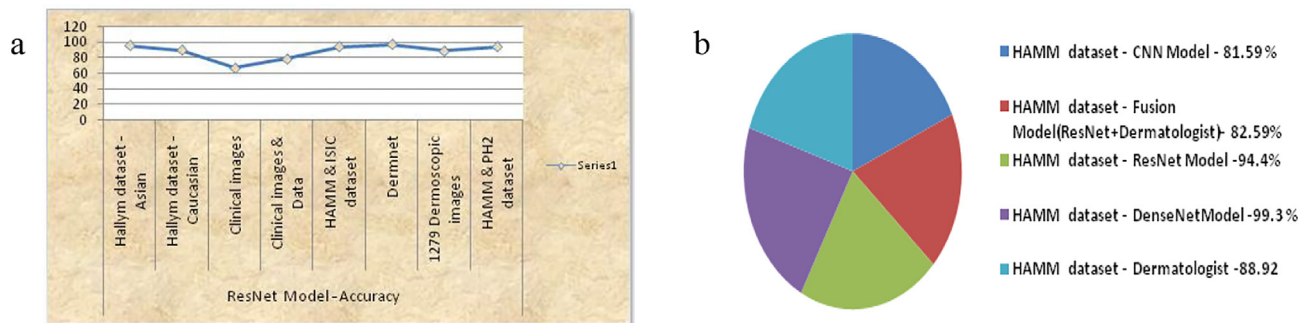 a
120
100
80
60
40
20
0
Hallym dataset -
Asian
Hallym dataset -
Caucasian
Clinical images
Clinical images &
Data
HAMM & ISIC
dataset
Dermnet
1279 Dermoscopic
images
HAMM & PH2
dataset
ResNet Model-Accuracy
Series1
b
HAMM dataset - CNN Model - 81.59%
HAMM dataset - Fusion
Model(ResNet+Dermatologist)- 82.59%
HAMM dataset - ResNet Model -94.4%
HAMM dataset - DenseNetModel -99.3%
HAMM dataset - Dermatologist -88.92